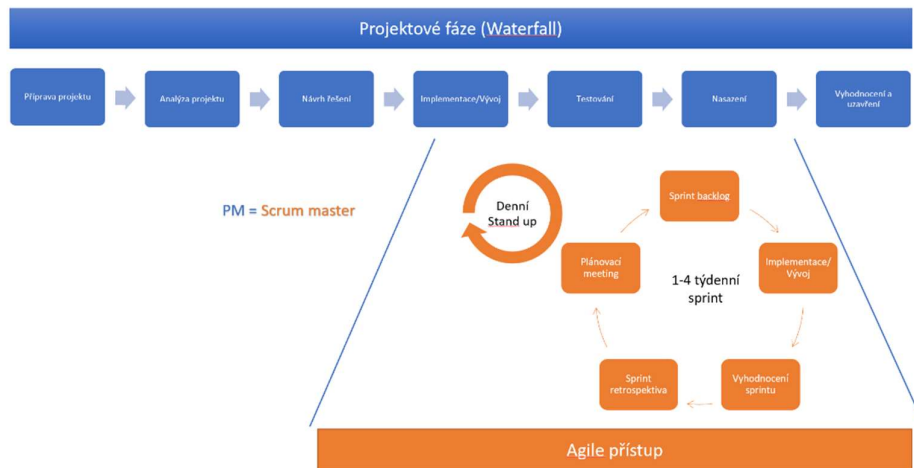 Projektové fáze (Waterfall)
Příprava projektu
Analýza projektu
Návrh řešení
Implementace/Vývoj
Testování
Nasazení
Vyhodnocení a
uzavření
PM = Scrum master
Denní
Stand up
Sprint backlog
Plánovací
meeting
Implementace/
Vývoj
1-4 týdenní
sprint
Sprint
retrospektiva
Vyhodnocení
sprintu
Agile přístup